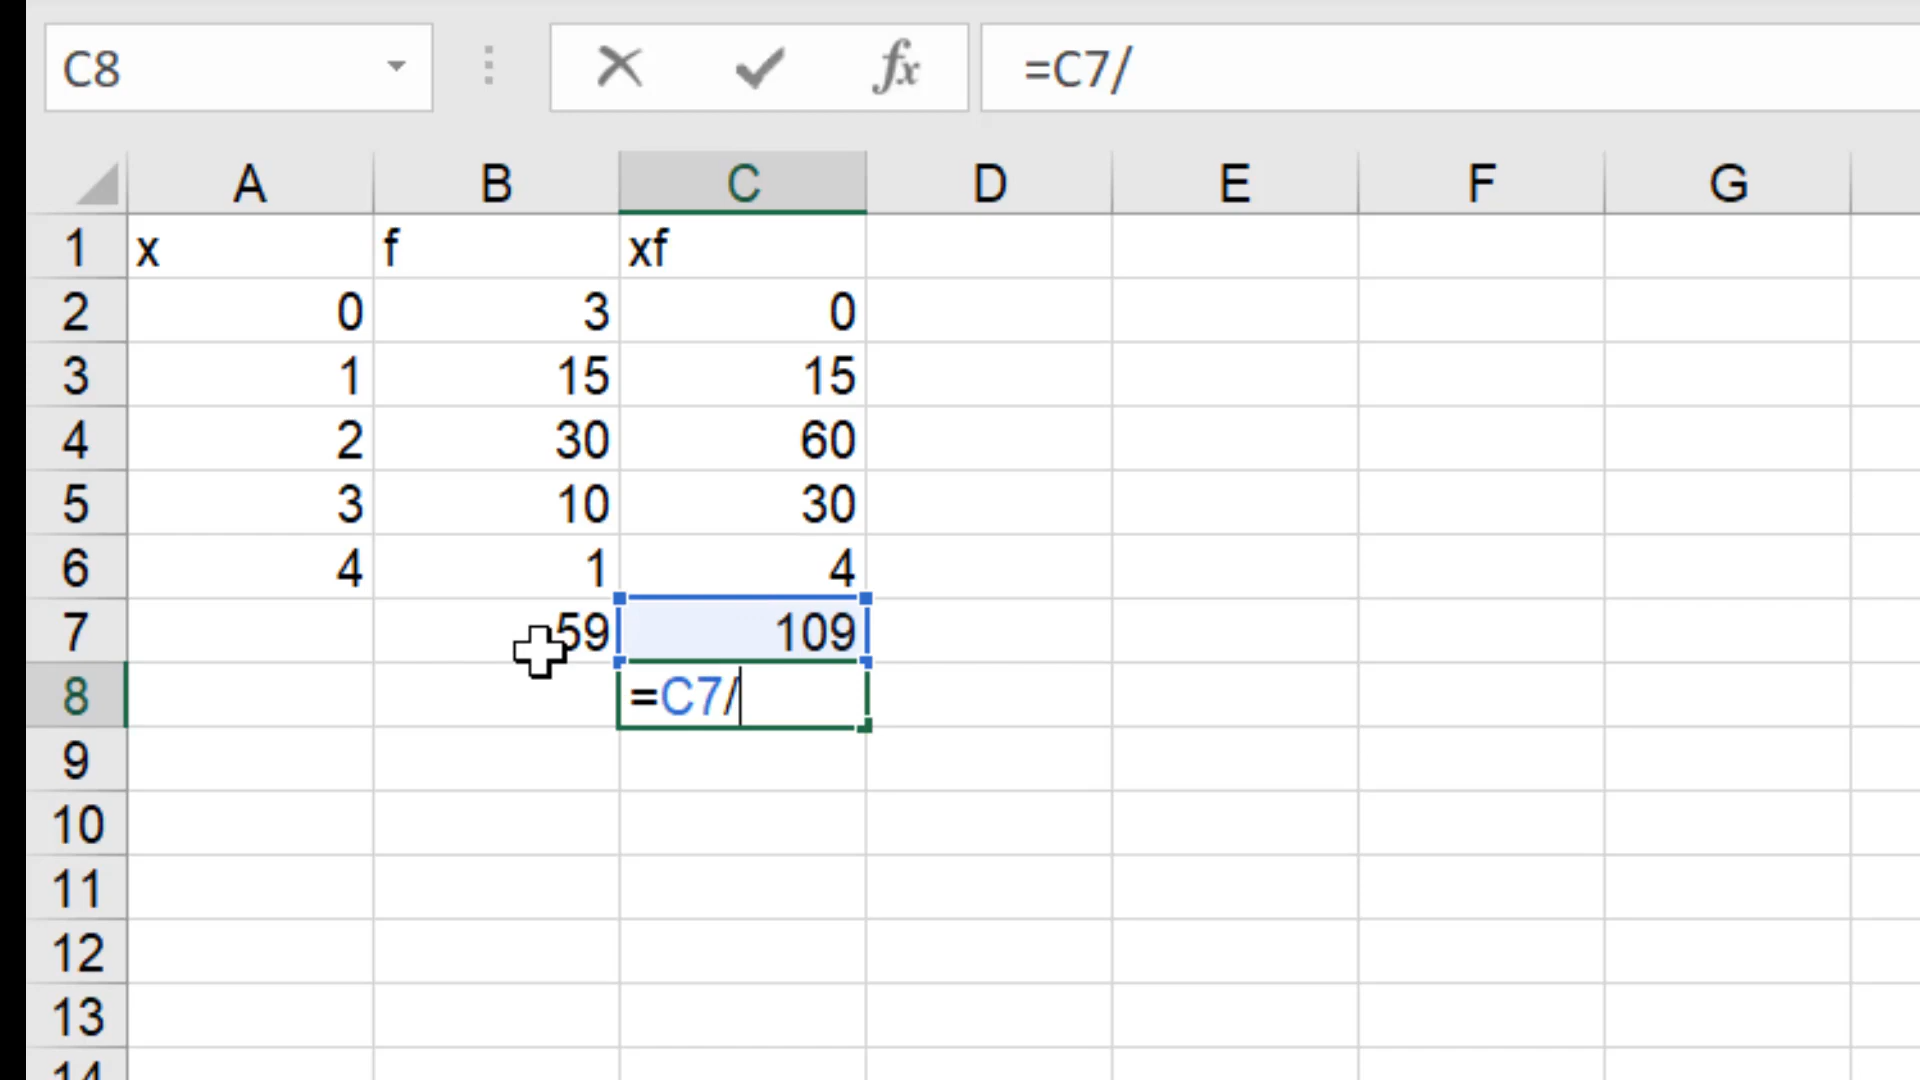 C8 fx =C7/
A B C D E F G
1 x f xf
2 0 3 0
3 1 15 15
4 2 30 60
5 3 10 30
6 4 1 4
7 59 109
8 =C7/
9
10
11
12
13
14